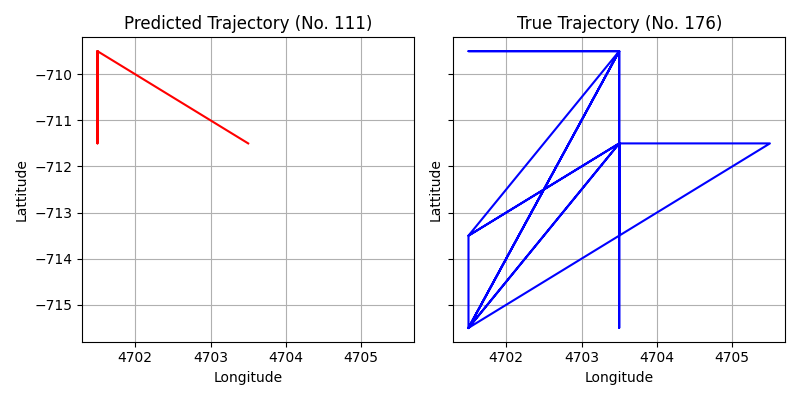 Predicted Trajectory (No. 111)
True Trajectory (No. 176)
Lattitude
−710
−711
−712
−713
−714
−715
4702
4703
4704
4705
Longitude
Lattitude
4702
4703
4704
4705
Longitude